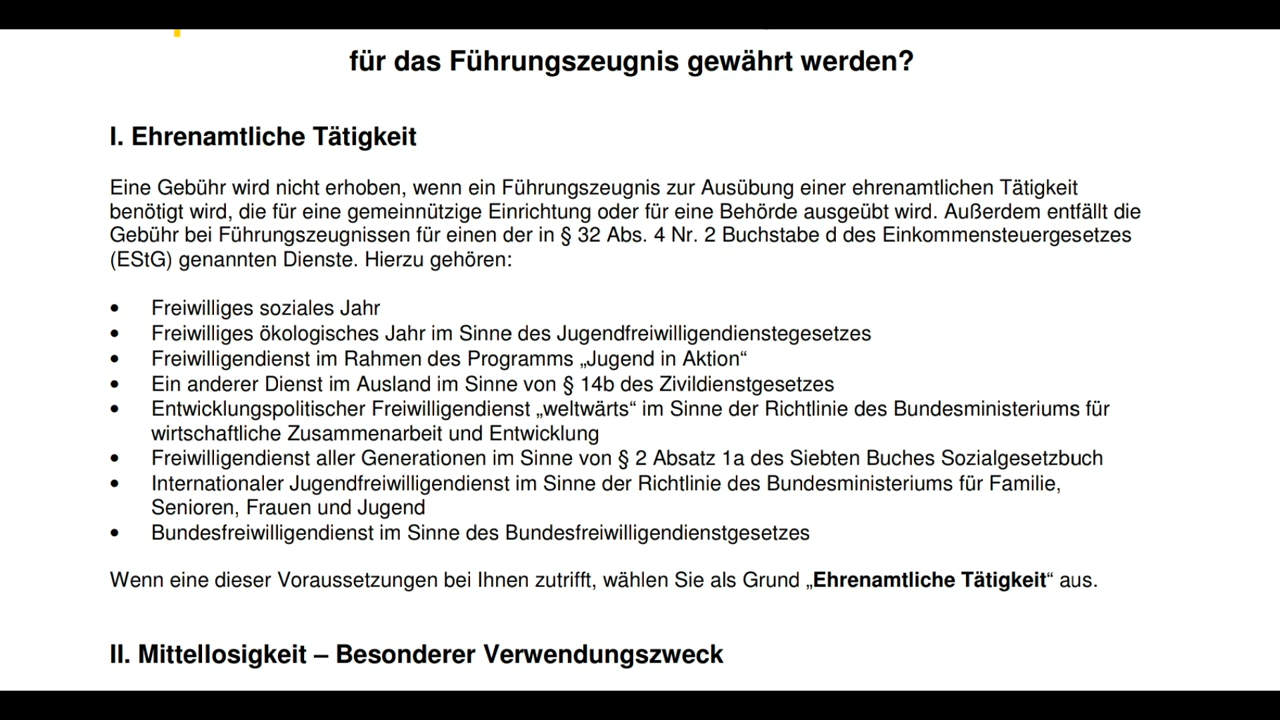 für das Führungszeugnis gewährt werden?
I. Ehrenamtliche Tätigkeit
Eine Gebühr wird nicht erhoben, wenn ein Führungszeugnis zur Ausübung einer ehrenamtlichen Tätigkeit
benötigt wird, die für eine gemeinnützige Einrichtung oder für eine Behörde ausgeübt wird. Außerdem entfällt die
Gebühr bei Führungszeugnissen für einen der in § 32 Abs. 4 Nr. 2 Buchstabe d des Einkommensteuergesetzes
(EStG) genannten Dienste. Hierzu gehören:
• Freiwilliges soziales Jahr
• Freiwilliges ökologisches Jahr im Sinne des Jugendfreiwilligendienstegesetzes
• Freiwilligendienst im Rahmen des Programms „Jugend in Aktion“
• Ein anderer Dienst im Ausland im Sinne von § 14b des Zivildienstgesetzes
• Entwicklungspolitischer Freiwilligendienst „weltwärts“ im Sinne der Richtlinie des Bundesministeriums für
wirtschaftliche Zusammenarbeit und Entwicklung
• Freiwilligendienst aller Generationen im Sinne von § 2 Absatz 1a des Siebten Buches Sozialgesetzbuch
• Internationaler Jugendfreiwilligendienst im Sinne der Richtlinie des Bundesministeriums für Familie,
Senioren, Frauen und Jugend
• Bundesfreiwilligendienst im Sinne des Bundesfreiwilligendienstgesetzes
Wenn eine dieser Voraussetzungen bei Ihnen zutrifft, wählen Sie als Grund „Ehrenamtliche Tätigkeit“ aus.
II. Mittellosigkeit – Besonderer Verwendungszweck